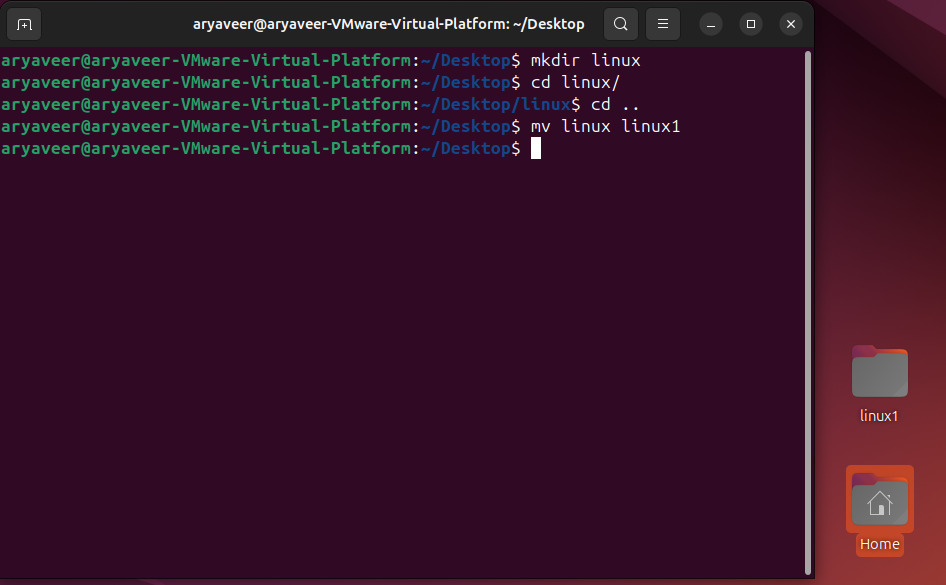 aryaveer@aryaveer-VMware-Virtual-Platform: ~/Desktop
aryaveer@aryaveer-VMware-Virtual-Platform:~/Desktop$ mkdir linux
aryaveer@aryaveer-VMware-Virtual-Platform:~/Desktop$ cd linux/
aryaveer@aryaveer-VMware-Virtual-Platform:~/Desktop/linux$ cd ..
aryaveer@aryaveer-VMware-Virtual-Platform:~/Desktop$ mv linux linux1
aryaveer@aryaveer-VMware-Virtual-Platform:~/Desktop$
linux1
Home